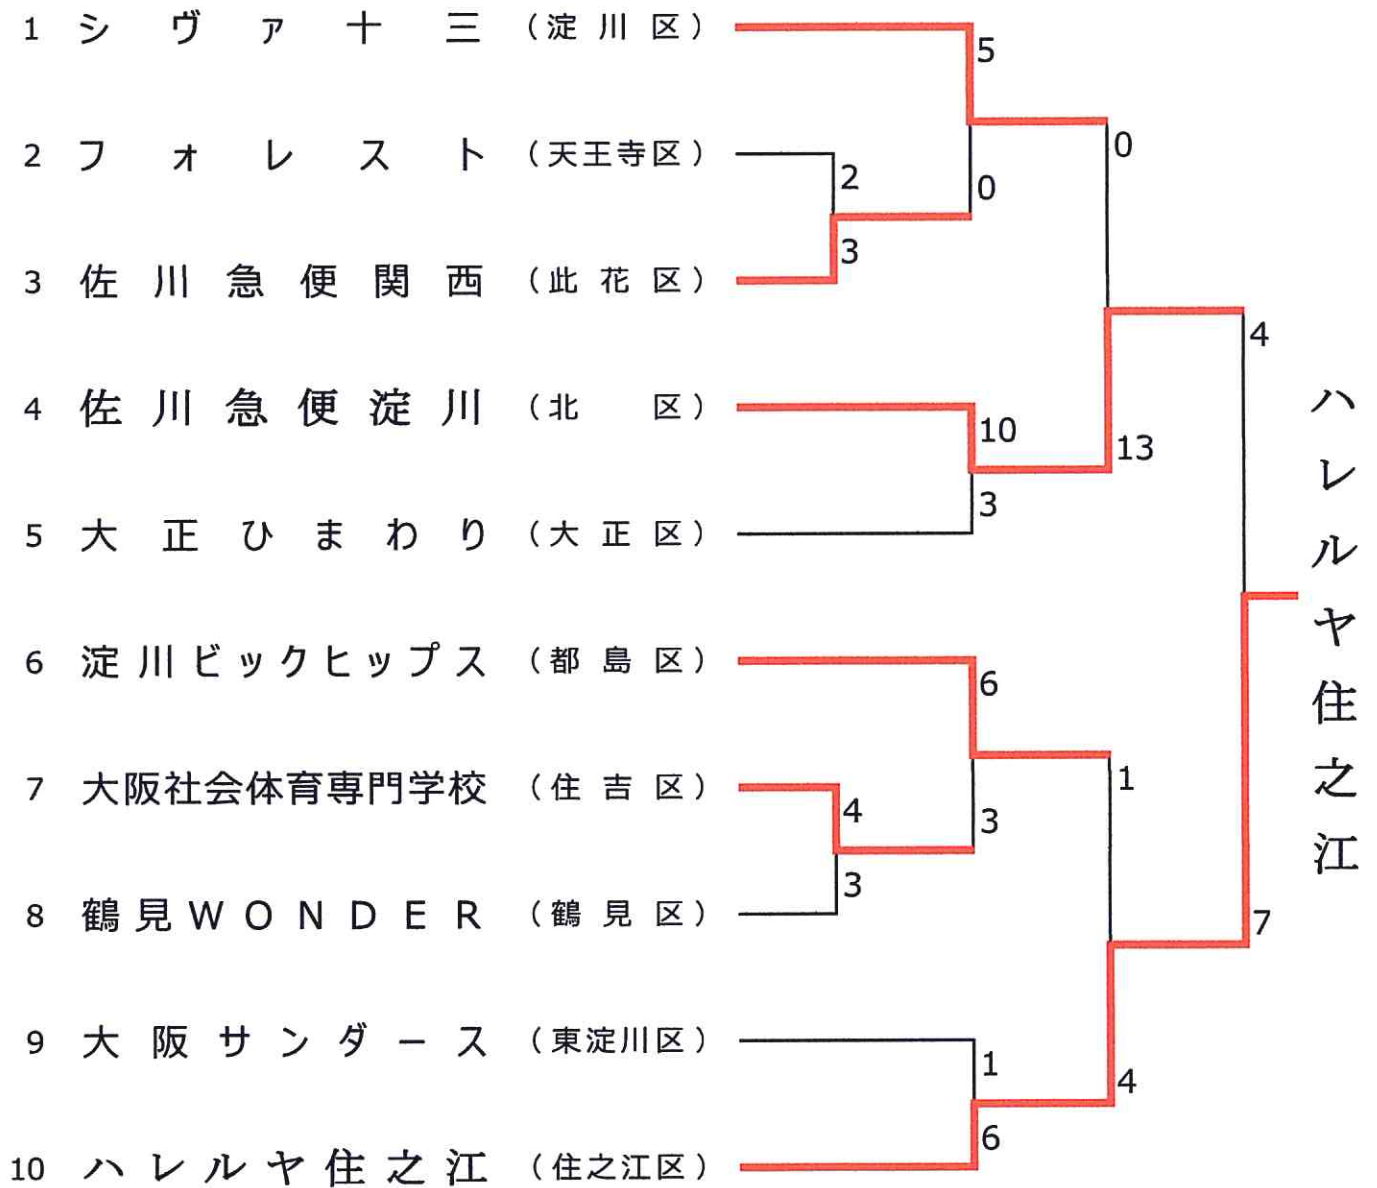 1 シヴァ十三 (淀川区)
5
0
2 フォレスト (天王寺区)
2
0
3
3 佐川急便関西 (此花区)
4
4 佐川急便淀川 (北区)
10
13
3
5 大正ひまわり (大正区)
ハレルヤ住之江
6 淀川ビックヒップス (都島区)
6
1
7 大阪社会体育専門学校 (住吉区)
4
3
3
8 鶴見WONDER (鶴見区)
7
9 大阪サンダース (東淀川区)
1
4
6
10 ハレルヤ住之江 (住之江区)